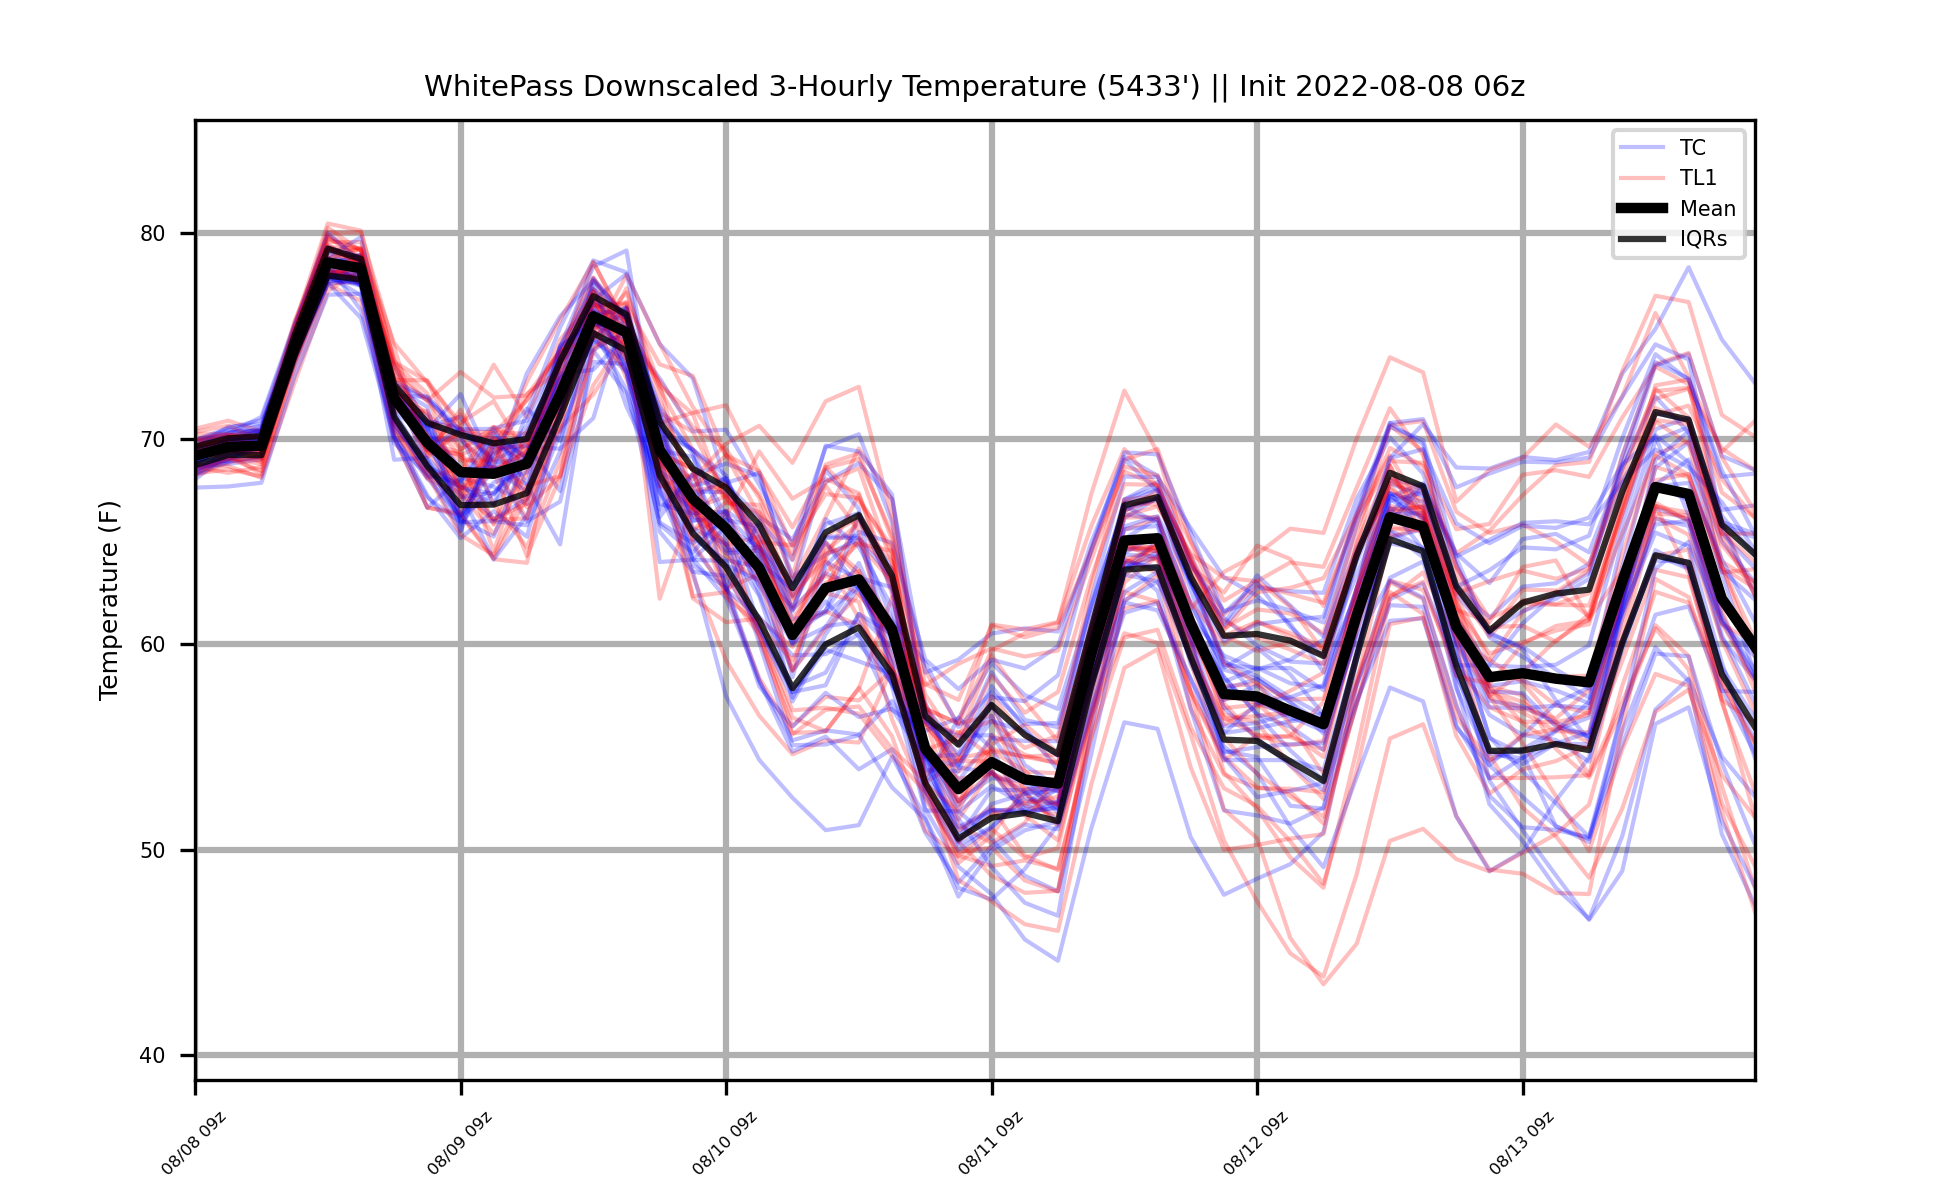 WhitePass Downscaled 3-Hourly Temperature (5433') || Init 2022-08-08 06z
TC
TL1
Mean
IQRs
Temperature (F)
80
70
60
50
40
08/08 09z
08/09 09z
08/10 09z
08/11 09z
08/12 09z
08/13 09z